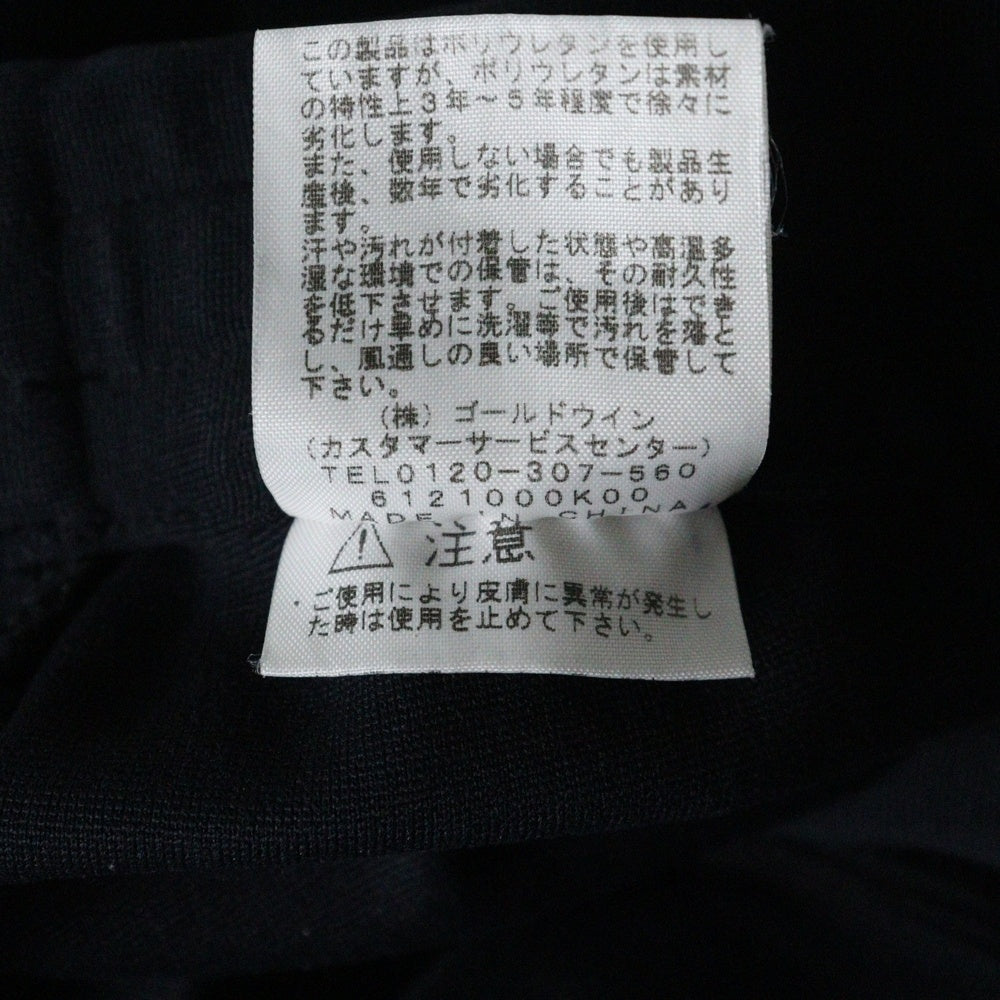 この製品はポリウレタンを使用し
ていますが、ポリウレタンは素材
の特性上3年～5年程度で徐々に
劣化します。
また、使用しない場合でも製品生
産後、数年で劣化することがあり
ます。
汗や汚れが付着した状態や高温多
湿な環境での保管は、その耐久性
を低下させます。ご使用後はでき
るだけ早めに洗濯等で汚れを落とし
、風通しの良い場所で保管して
下さい。
(株) ゴールドウイン
(カスタマーサービスセンター)
TEL0120-307-560
6121000K00
MADE IN CHINA
注意
・ご使用により皮膚に異常が発生し
た時は使用を止めて下さい。